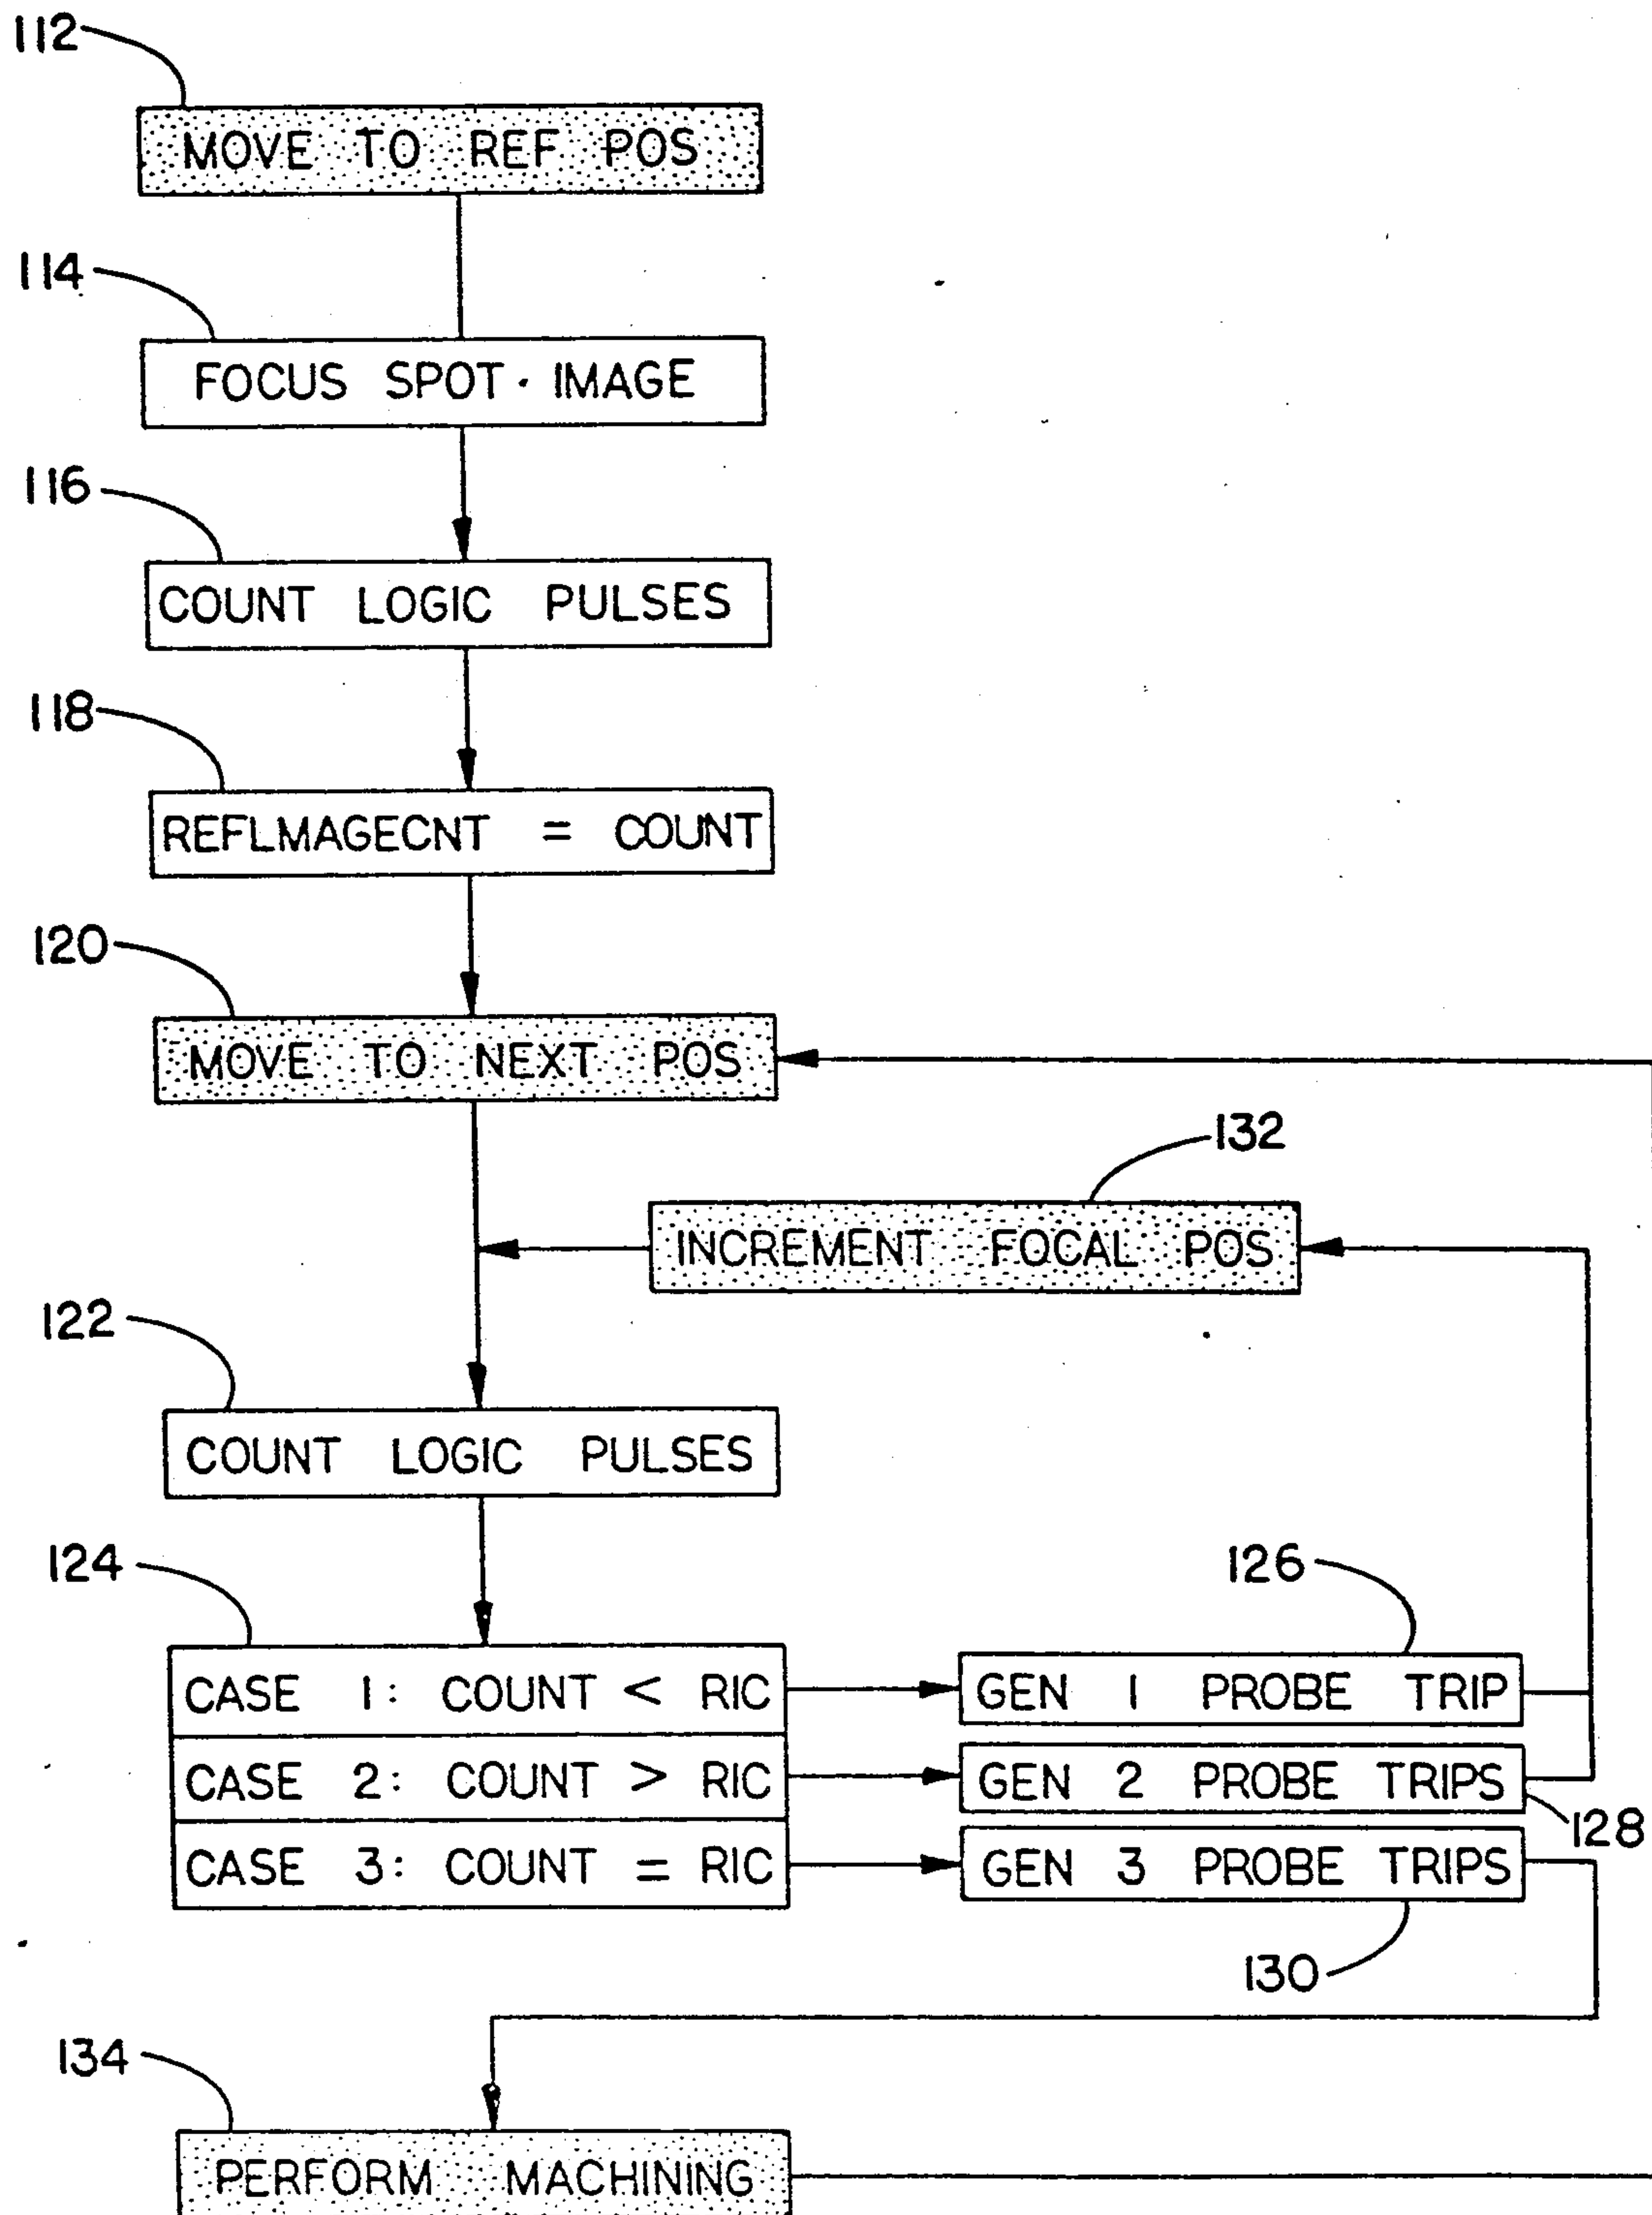 112
MOVE TO REF POS
114
FOCUS SPOT · IMAGE
116
COUNT LOGIC PULSES
118
REFLMAGECNT = COUNT
120
MOVE TO NEXT POS
132
INCREMENT FOCAL POS
122
COUNT LOGIC PULSES
124
126
CASE 1: COUNT < RIC
GEN 1 PROBE TRIP
CASE 2: COUNT > RIC
GEN 2 PROBE TRIPS
128
CASE 3: COUNT = RIC
GEN 3 PROBE TRIPS
130
134
PERFORM MACHINING